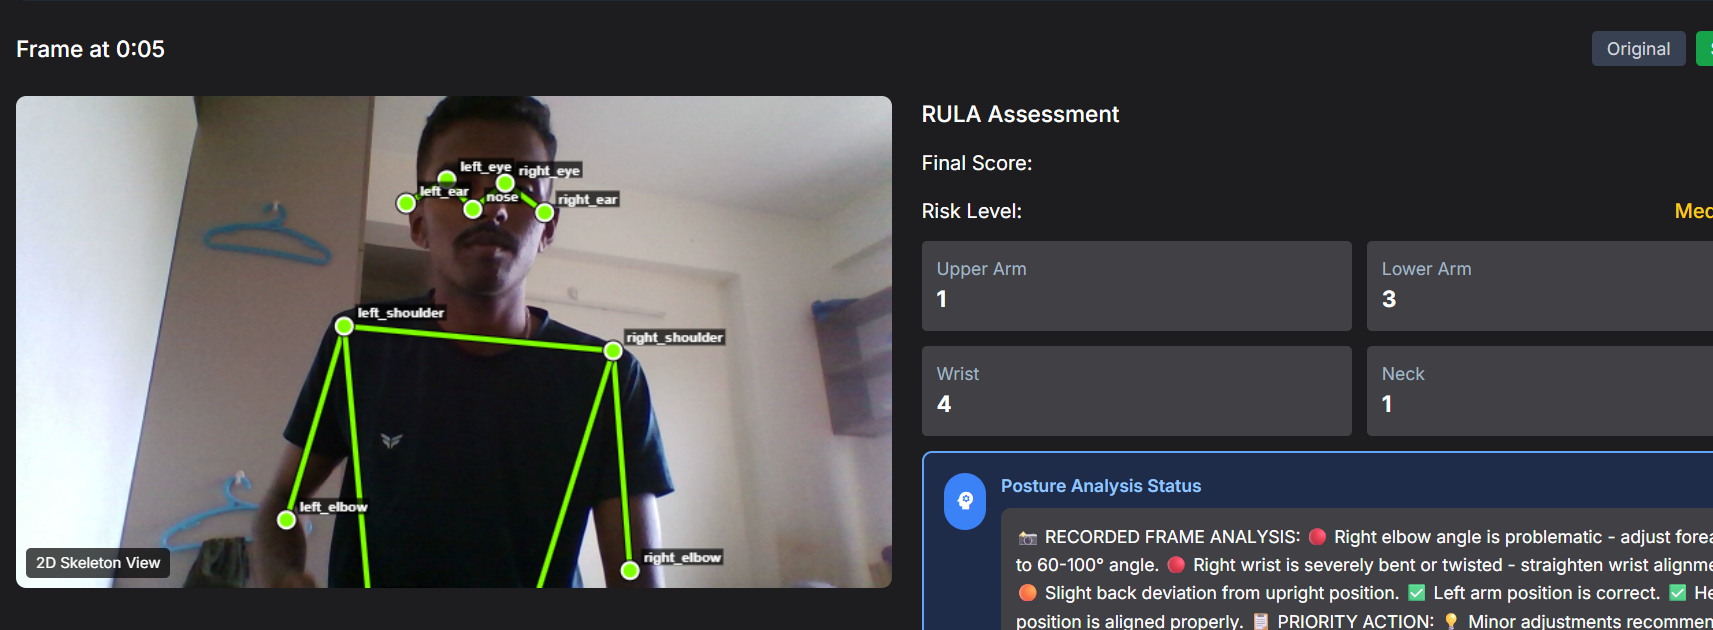 Frame at 0:05
Original
left_eye
right_eye
left_ear
nose
right_ear
left_shoulder
right_shoulder
left_elbow
right_elbow
2D Skeleton View
RULA Assessment
Final Score:
Risk Level:
Med
Upper Arm
1
Lower Arm
3
Wrist
4
Neck
1
Posture Analysis Status
📸 RECORDED FRAME ANALYSIS: 🔴 Right elbow angle is problematic - adjust forea
to 60-100° angle. 🔴 Right wrist is severely bent or twisted - straighten wrist alignme
🟠 Slight back deviation from upright position. ✅ Left arm position is correct. ✅ He
position is aligned properly. 📋 PRIORITY ACTION: 💡 Minor adjustments recommen